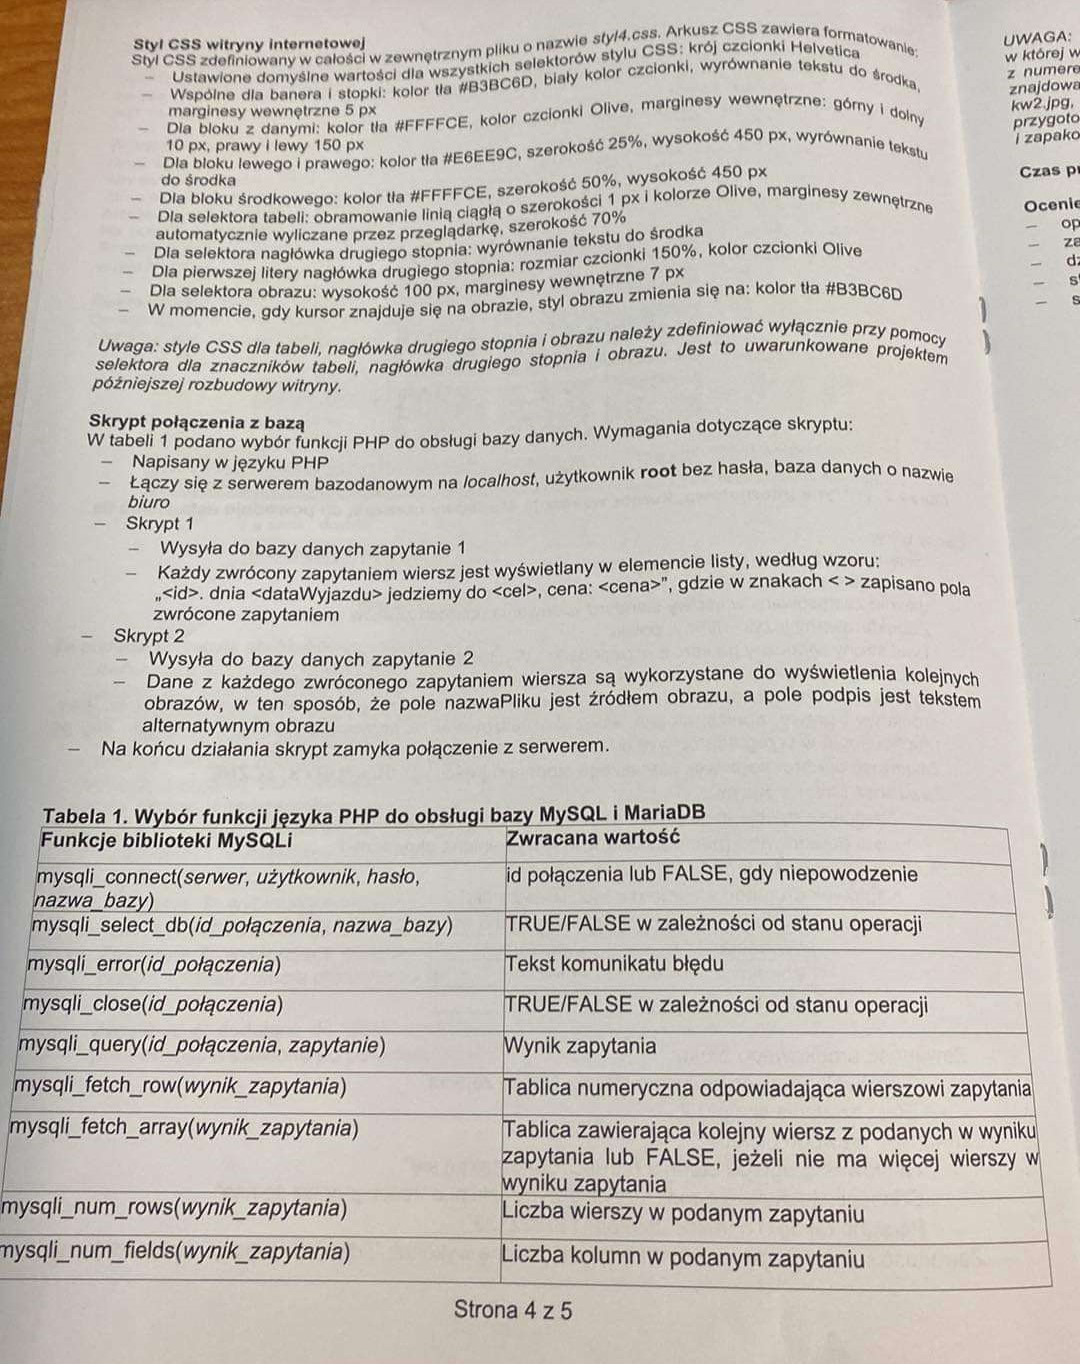 Styl CSS witryny internetowej
Styl CSS zdefiniowany w całości w zewnętrznym pliku o nazwie styl4.css. Arkusz CSS zawiera formatowanie:
– Ustawione domyślne wartości dla wszystkich selektorów stylu CSS: krój czcionki Helvetica
– Wspólne dla banera i stopki: kolor tła #B3BC6D, biały kolor czcionki, wyrównanie tekstu do środka,
marginesy wewnętrzne 5 px
– Dla bloku z danymi: kolor tła #FFFFCE, kolor czcionki Olive, marginesy wewnętrzne: górny i dolny
10 px, prawy i lewy 150 px
– Dla bloku lewego i prawego: kolor tła #E6EE9C, szerokość 25%, wysokość 450 px, wyrównanie tekstu
do środka
– Dla bloku środkowego: kolor tła #FFFFCE, szerokość 50%, wysokość 450 px
– Dla selektora tabeli: obramowanie linią ciągłą o szerokości 1 px i kolorze Olive, marginesy zewnętrzne
automatycznie wyliczane przez przeglądarkę, szerokość 70%
– Dla selektora nagłówka drugiego stopnia: wyrównanie tekstu do środka
– Dla pierwszej litery nagłówka drugiego stopnia: rozmiar czcionki 150%, kolor czcionki Olive
– Dla selektora obrazu: wysokość 100 px, marginesy wewnętrzne 7 px
– W momencie, gdy kursor znajduje się na obrazie, styl obrazu zmienia się na: kolor tła #B3BC6D
Uwaga: style CSS dla tabeli, nagłówka drugiego stopnia i obrazu należy zdefiniować wyłącznie przy pomocy
selektora dla znaczników tabeli, nagłówka drugiego stopnia i obrazu. Jest to uwarunkowane projektem
późniejszej rozbudowy witryny.
Skrypt połączenia z bazą
W tabeli 1 podano wybór funkcji PHP do obsługi bazy danych. Wymagania dotyczące skryptu:
– Napisany w języku PHP
– Łączy się z serwerem bazodanowym na localhost, użytkownik root bez hasła, baza danych o nazwie
biuro
– Skrypt 1
– Wysyła do bazy danych zapytanie 1
– Każdy zwrócony zapytaniem wiersz jest wyświetlany w elemencie listy, według wzoru:
„<id>. dnia <dataWyjazdu> jedziemy do <cel>, cena: <cena>”, gdzie w znakach < > zapisano pola
zwrócone zapytaniem
– Skrypt 2
– Wysyła do bazy danych zapytanie 2
– Dane z każdego zwróconego zapytaniem wiersza są wykorzystane do wyświetlenia kolejnych
obrazów, w ten sposób, że pole nazwaPliku jest źródłem obrazu, a pole podpis jest tekstem
alternatywnym obrazu
– Na końcu działania skrypt zamyka połączenie z serwerem.
Tabela 1. Wybór funkcji języka PHP do obsługi bazy MySQL i MariaDB
Funkcje biblioteki MySQLi Zwracana wartość
mysqli_connect(serwer, użytkownik, hasło, id połączenia lub FALSE, gdy niepowodzenie
nazwa_bazy)
mysqli_select_db(id_połączenia, nazwa_bazy) TRUE/FALSE w zależności od stanu operacji
mysqli_error(id_połączenia) Tekst komunikatu błędu
mysqli_close(id_połączenia) TRUE/FALSE w zależności od stanu operacji
mysqli_query(id_połączenia, zapytanie) Wynik zapytania
mysqli_fetch_row(wynik_zapytania) Tablica numeryczna odpowiadająca wierszowi zapytania
mysqli_fetch_array(wynik_zapytania) Tablica zawierająca kolejny wiersz z podanych w wyniku
zapytania lub FALSE, jeżeli nie ma więcej wierszy w
wyniku zapytania
mysqli_num_rows(wynik_zapytania) Liczba wierszy w podanym zapytaniu
mysqli_num_fields(wynik_zapytania) Liczba kolumn w podanym zapytaniu
Strona 4 z 5
UWAGA:
w której w
z numere
znajdowa
kw2.jpg,
przygoto
i zapako
Czas
Ocenie
– op
– za
–
–
–